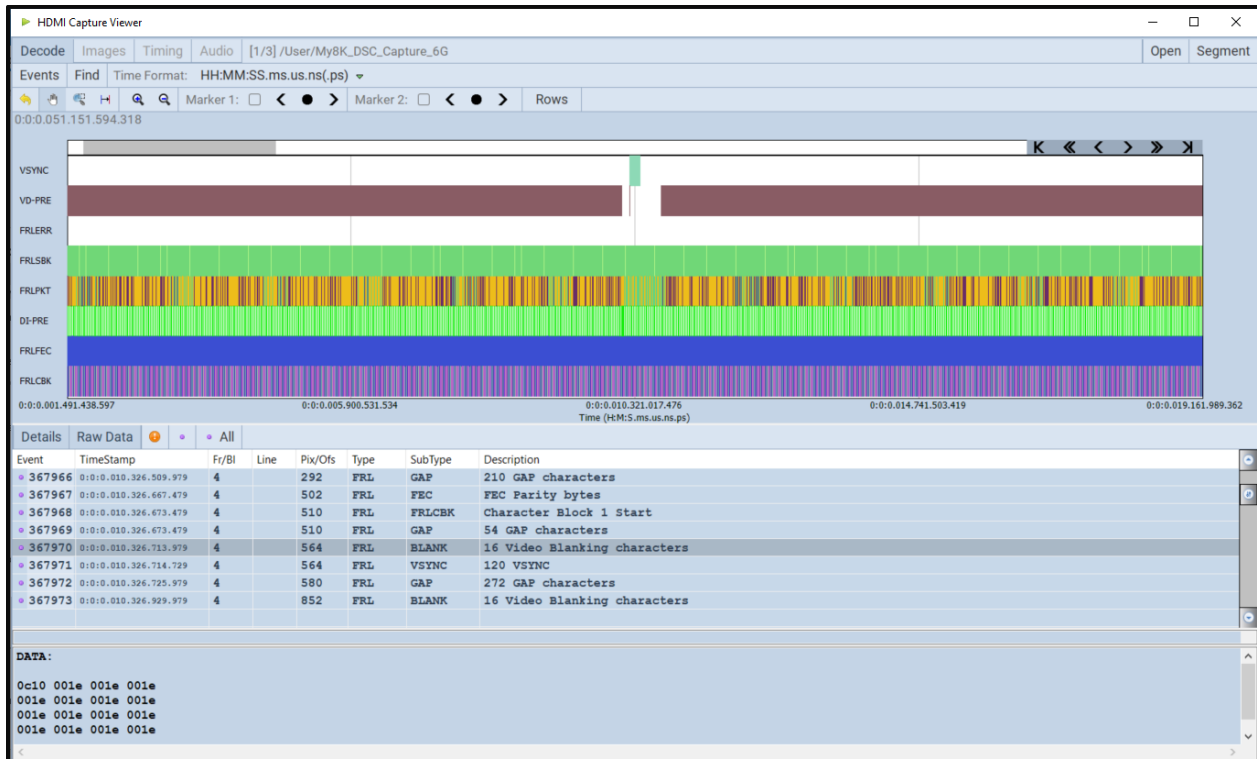 HDMI Capture Viewer
Decode Images Timing Audio [1/3] /User/My8K_DSC_Capture_6G Open Segment
Events Find Time Format: HH:MM:SS.ms.us.ns(.ps)
Marker 1: Marker 2: Rows
0:0:0.051.151.594.318
VSYNC
VD-PRE
FRLERR
FRLSBK
FRLPKT
DI-PRE
FRLFEC
FRLCBK
0:0:0.001.491.438.597 0:0:0.005.900.531.534 0:0:0.010.321.017.476 0:0:0.014.741.503.419 0:0:0.019.161.989.362
Time (H:M:S.ms.us.ns.ps)
Details Raw Data All
Event TimeStamp Fr/Bl Line Pix/Ofs Type SubType Description
367966 0:0:0.010.326.509.979 4 292 FRL GAP 210 GAP characters
367967 0:0:0.010.326.667.479 4 502 FRL FEC FEC Parity bytes
367968 0:0:0.010.326.673.479 4 510 FRL FRLCBK Character Block 1 Start
367969 0:0:0.010.326.673.479 4 510 FRL GAP 54 GAP characters
367970 0:0:0.010.326.713.979 4 564 FRL BLANK 16 Video Blanking characters
367971 0:0:0.010.326.714.729 4 564 FRL VSYNC 120 VSYNC
367972 0:0:0.010.326.725.979 4 580 FRL GAP 272 GAP characters
367973 0:0:0.010.326.929.979 4 852 FRL BLANK 16 Video Blanking characters
DATA:
0c10 001e 001e 001e
001e 001e 001e 001e
001e 001e 001e 001e
001e 001e 001e 001e